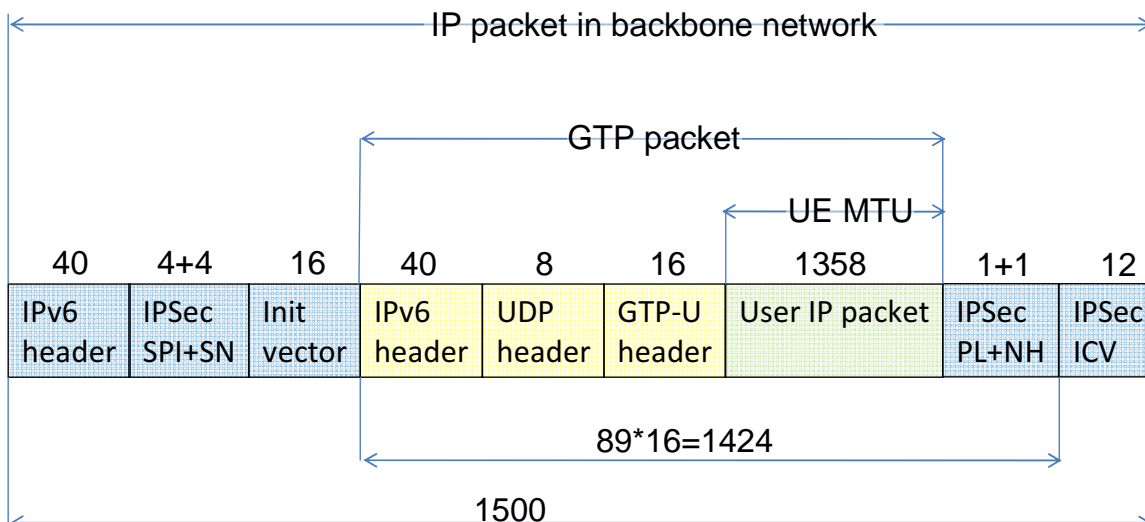 IP packet in backbone network
GTP packet
UE MTU
40 4+4 16 40 8 16 1358 1+1 12
IPv6 IPSec Init IPv6 UDP GTP-U User IP packet IPSec IPSec
header SPI+SN vector header header header PL+NH ICV
89*16=1424
1500